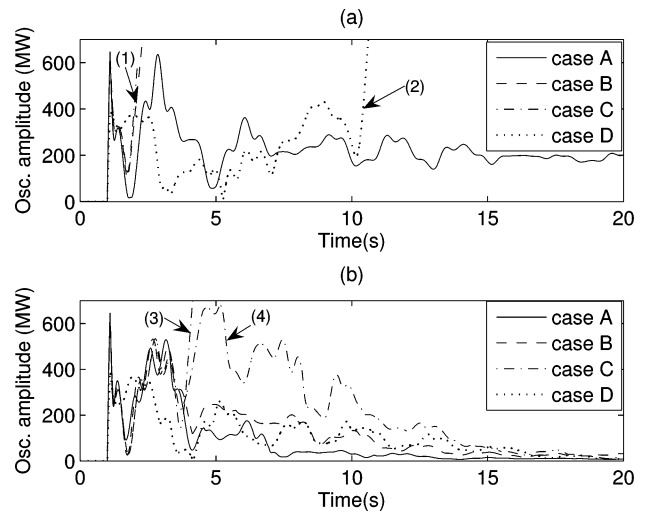 (a)
Osc. amplitude (MW)
600
400
200
0
(1)
(2)
case A
case B
case C
case D
0 5 10 15 20
Time(s)
(b)
Osc. amplitude (MW)
600
400
200
0
(3)
(4)
case A
case B
case C
case D
0 5 10 15 20
Time(s)